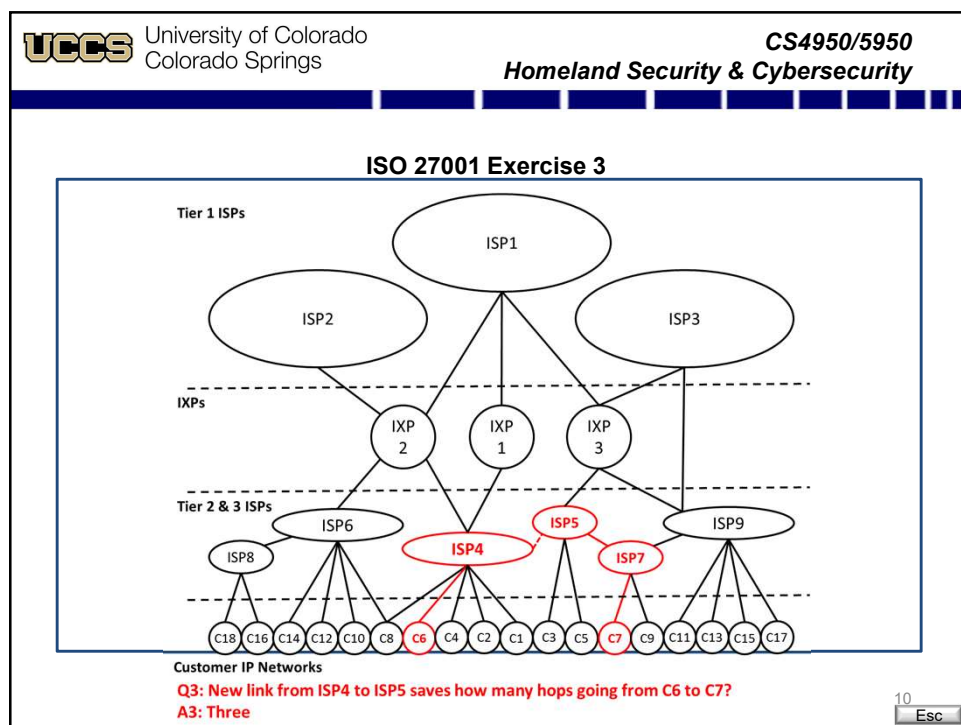 UCCS University of Colorado
Colorado Springs
CS4950/5950
Homeland Security & Cybersecurity
ISO 27001 Exercise 3
Tier 1 ISPs
ISP1
ISP2
ISP3
IXPs
IXP
2
IXP
1
IXP
3
Tier 2 & 3 ISPs
ISP6
ISP5
ISP9
ISP8
ISP4
ISP7
C18 C16 C14 C12 C10 C8 C6 C4 C2 C1 C3 C5 C7 C9 C11 C13 C15 C17
Customer IP Networks
Q3: New link from ISP4 to ISP5 saves how many hops going from C6 to C7?
A3: Three
10
Esc